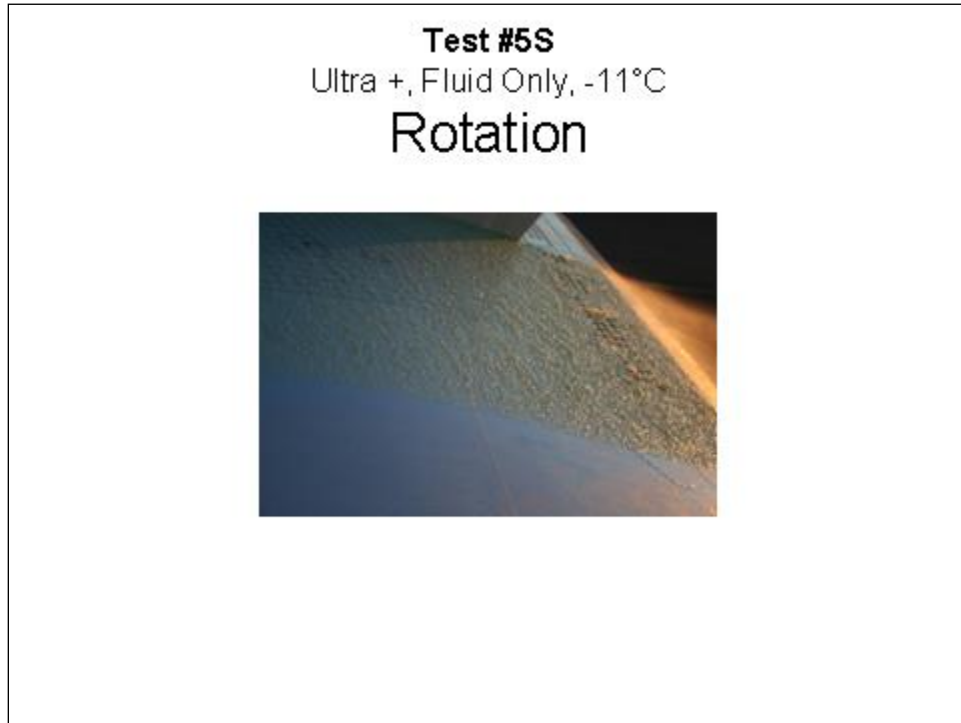 Test #5S
Ultra +, Fluid Only, -11°C
Rotation